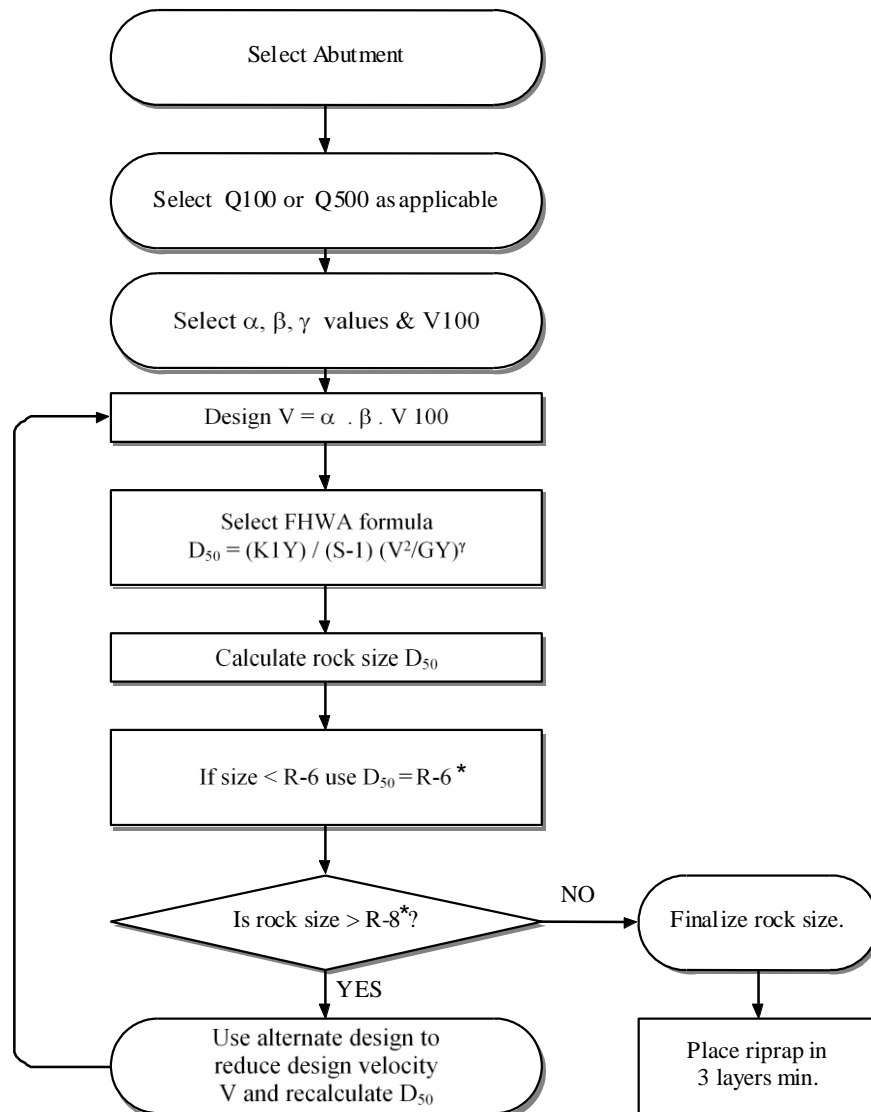 Select Abutment
Select Q100 or Q500 as applicable
Select α, β, γ values & V100
Design V = α . β . V 100
Select FHWA formula
D₅₀ = (K1Y) / (S-1) (V²/GY)ᵞ
Calculate rock size D₅₀
If size < R-6 use D₅₀ = R-6 *
Is rock size > R-8*?
NO
Finalize rock size.
YES
Use alternate design to
reduce design velocity
V and recalculate D₅₀
Place riprap in
3 layers min.